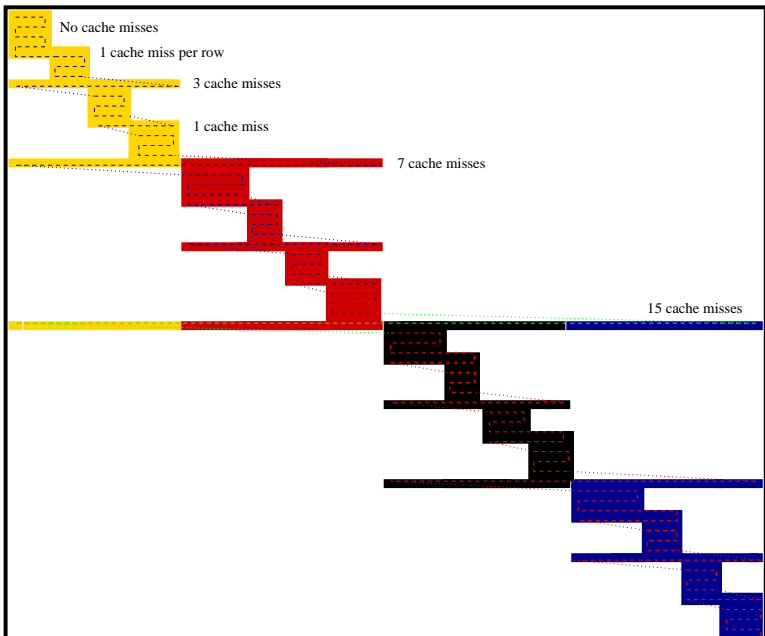 No cache misses
1 cache miss per row
3 cache misses
1 cache miss
7 cache misses
15 cache misses